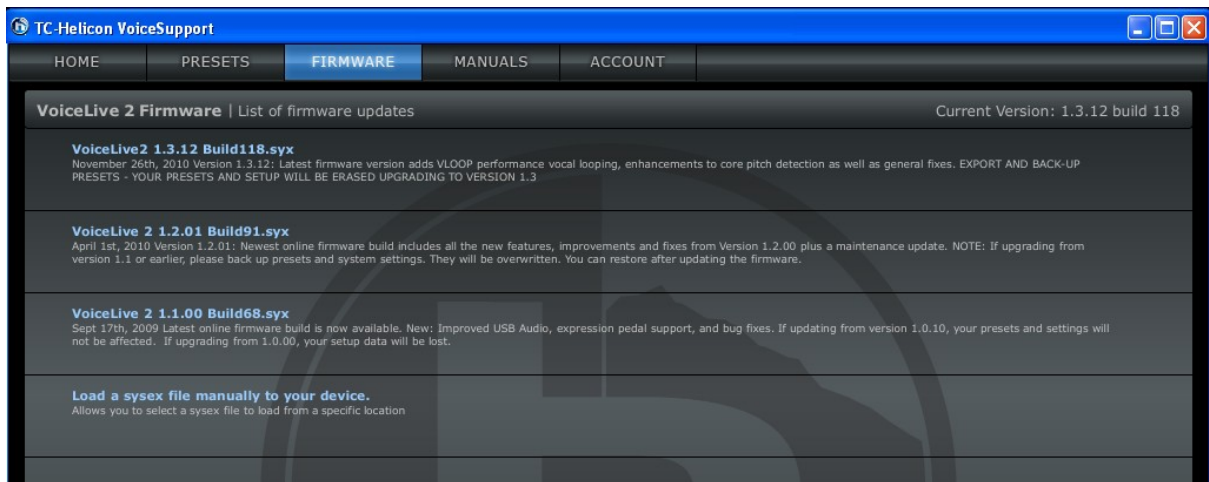 TC-Helicon VoiceSupport
HOME PRESETS FIRMWARE MANUALS ACCOUNT
VoiceLive 2 Firmware | List of firmware updates Current Version: 1.3.12 build 118
VoiceLive2 1.3.12 Build118.syx
November 26th, 2010 Version 1.3.12: Latest firmware version adds VLOOP performance vocal looping, enhancements to core pitch detection as well as general fixes. EXPORT AND BACK-UP
PRESETS - YOUR PRESETS AND SETUP WILL BE ERASED UPGRADING TO VERSION 1.3
VoiceLive 2 1.2.01 Build91.syx
April 1st, 2010 Version 1.2.01: Newest online firmware build includes all the new features, improvements and fixes from Version 1.2.00 plus a maintenance update. NOTE: If upgrading from
version 1.1 or earlier, please back up presets and system settings. They will be overwritten. You can restore after updating the firmware.
VoiceLive 2 1.1.00 Build68.syx
Sept 17th, 2009 Latest online firmware build is now available. New: Improved USB Audio, expression pedal support, and bug fixes. If updating from version 1.0.10, your presets and settings will
not be affected. If upgrading from 1.0.00, your setup data will be lost.
Load a sysex file manually to your device.
Allows you to select a sysex file to load from a specific location